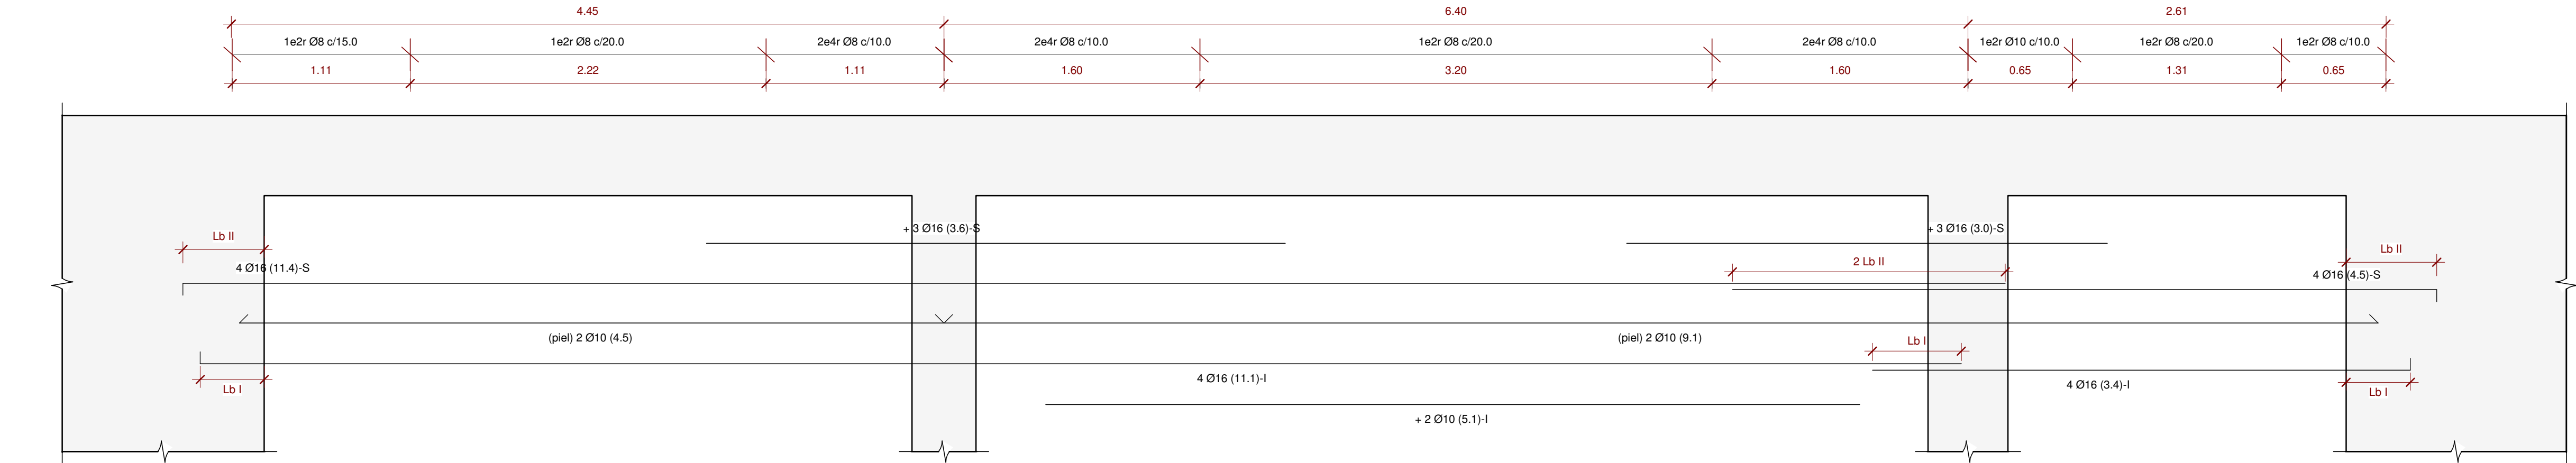 4.45 6.40 2.61
1e2r Ø8 c/15.0 1e2r Ø8 c/20.0 2e4r Ø8 c/10.0 2e4r Ø8 c/10.0 1e2r Ø8 c/20.0 2e4r Ø8 c/10.0 1e2r Ø10 c/10.0 1e2r Ø8 c/20.0 1e2r Ø8 c/10.0
1.11 2.22 1.11 1.60 3.20 1.60 0.65 1.31 0.65
+ 3 Ø16 (3.6)-S + 3 Ø16 (3.0)-S
Lb II Lb II
2 Lb II
4 Ø16 (11.4)-S 4 Ø16 (4.5)-S
(piel) 2 Ø10 (4.5) (piel) 2 Ø10 (9.1)
Lb I
4 Ø16 (11.1)-I 4 Ø16 (3.4)-I
Lb I Lb I
+ 2 Ø10 (5.1)-I